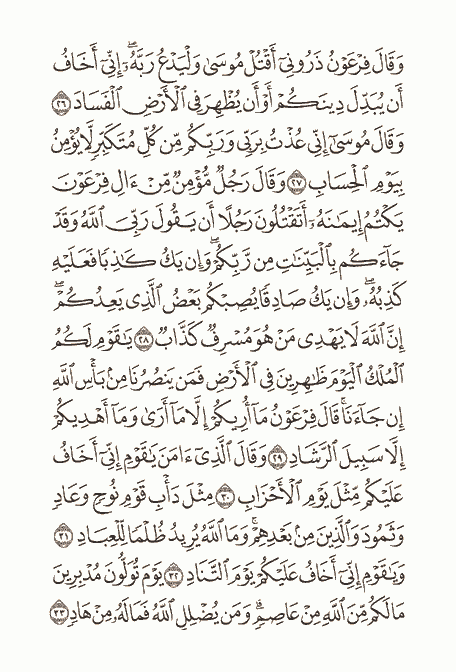 وَقَالَ فِرْعَوْنُ ذَرُونِىٓ أَقْتُلْ مُوسَىٰ وَلْيَدْعُ رَبَّهُۥٓ ۖ إِنِّىٓ أَخَافُ
أَن يُبَدِّلَ دِينَكُمْ أَوْ أَن يُظْهِرَ فِى ٱلْأَرْضِ ٱلْفَسَادَ ٢٦
وَقَالَ مُوسَىٰٓ إِنِّى عُذْتُ بِرَبِّى وَرَبِّكُم مِّن كُلِّ مُتَكَبِّرٍ لَّا يُؤْمِنُ
بِيَوْمِ ٱلْحِسَابِ ٢٧ وَقَالَ رَجُلٌ مُّؤْمِنٌ مِّنْ ءَالِ فِرْعَوْنَ
يَكْتُمُ إِيمَٰنَهُۥٓ أَتَقْتُلُونَ رَجُلًا أَن يَقُولَ رَبِّىَ ٱللَّهُ وَقَدْ
جَآءَكُم بِٱلْبَيِّنَٰتِ مِن رَّبِّكُمْ ۖ وَإِن يَكُ كَٰذِبًا فَعَلَيْهِ
كَذِبُهُۥ ۖ وَإِن يَكُ صَادِقًا يُصِبْكُم بَعْضُ ٱلَّذِى يَعِدُكُمْ ۖ
إِنَّ ٱللَّهَ لَا يَهْدِى مَنْ هُوَ مُسْرِفٌ كَذَّابٌ ٢٨ يَٰقَوْمِ لَكُمُ
ٱلْمُلْكُ ٱلْيَوْمَ ظَٰهِرِينَ فِى ٱلْأَرْضِ فَمَن يَنصُرُنَا مِنۢ بَأْسِ ٱللَّهِ
إِن جَآءَنَا ۚ قَالَ فِرْعَوْنُ مَآ أُرِيكُمْ إِلَّا مَآ أَرَىٰ وَمَآ أَهْدِيكُمْ
إِلَّا سَبِيلَ ٱلرَّشَادِ ٢٩ وَقَالَ ٱلَّذِىٓ ءَامَنَ يَٰقَوْمِ إِنِّىٓ أَخَافُ
عَلَيْكُم مِّثْلَ يَوْمِ ٱلْأَحْزَابِ ٣٠ مِثْلَ دَأْبِ قَوْمِ نُوحٍ وَعَادٍ
وَثَمُودَ وَٱلَّذِينَ مِنۢ بَعْدِهِمْ ۚ وَمَا ٱللَّهُ يُرِيدُ ظُلْمًا لِّلْعِبَادِ ٣١
وَيَٰقَوْمِ إِنِّىٓ أَخَافُ عَلَيْكُمْ يَوْمَ ٱلتَّنَادِ ٣٢ يَوْمَ تُوَلُّونَ مُدْبِرِينَ
مَا لَكُم مِّنَ ٱللَّهِ مِنْ عَاصِمٍ ۗ وَمَن يُضْلِلِ ٱللَّهُ فَمَا لَهُۥ مِنْ هَادٍ ٣٣